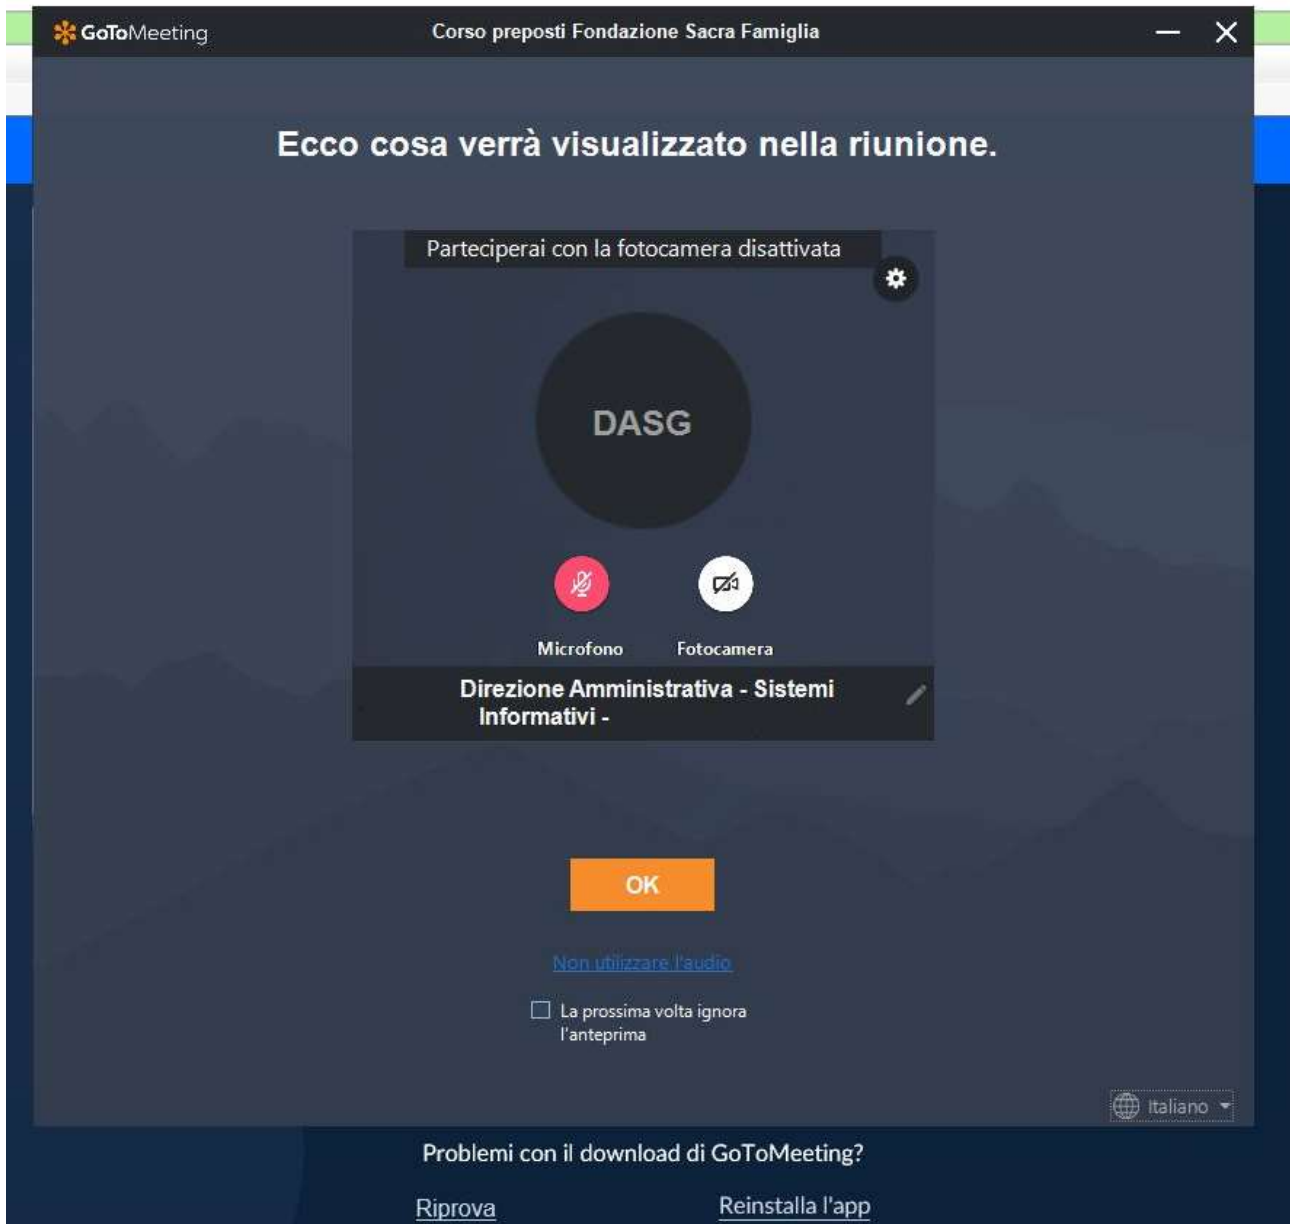 GoToMeeting
Corso preposti Fondazione Sacra Famiglia
Ecco cosa verrà visualizzato nella riunione.
Parteciperai con la fotocamera disattivata
DASG
Microfono
Fotocamera
Direzione Amministrativa - Sistemi
Informativi -
OK
Non utilizzare l'audio
La prossima volta ignora
l'anteprima
Italiano
Problemi con il download di GoToMeeting?
Riprova
Reinstalla l'app